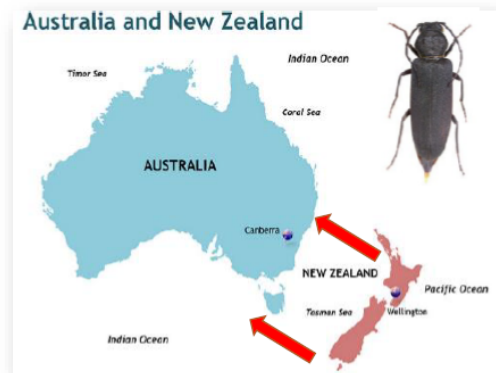 Australia and New Zealand
Indian Ocean
Timor Sea
Coral Sea
AUSTRALIA
Canberra
NEW ZEALAND
Pacific Ocean
Tasman Sea
Wellington
Indian Ocean